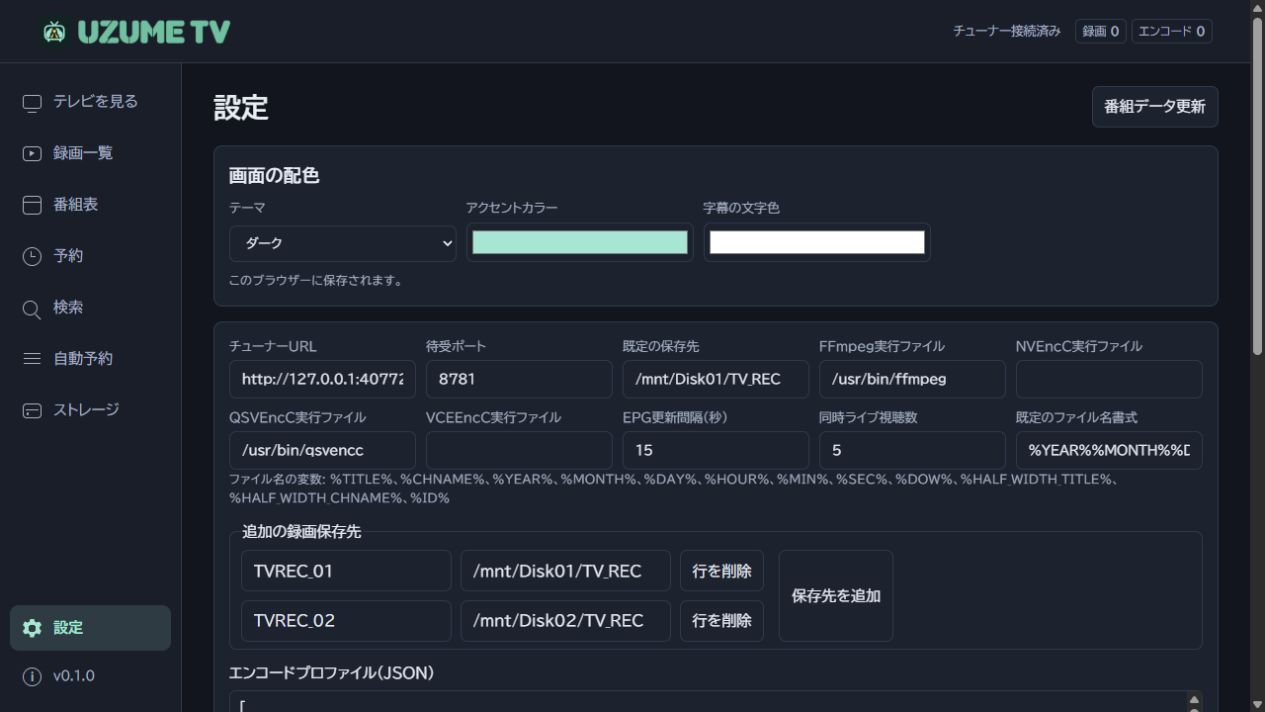 UZUME TV
チューナー接続済み 録画 0 エンコード 0
テレビを見る
録画一覧
番組表
予約
検索
自動予約
ストレージ
設定
v0.1.0
設定
番組データ更新
画面の配色
テーマ アクセントカラー 字幕の文字色
ダーク
このブラウザーに保存されます。
チューナーURL 待受ポート 既定の保存先 FFmpeg実行ファイル NVEncC実行ファイル
http://127.0.0.1:40772 8781 /mnt/Disk01/TV_REC /usr/bin/ffmpeg
QSVEncC実行ファイル VCEEncC実行ファイル EPG更新間隔(秒) 同時ライブ視聴数 既定のファイル名書式
/usr/bin/qsvencc 15 5 %YEAR%%MONTH%%D
ファイル名の変数: %TITLE%、%CHNAME%、%YEAR%、%MONTH%、%DAY%、%HOUR%、%MIN%、%SEC%、%DOW%、%HALF_WIDTH_TITLE%、
%HALF_WIDTH_CHNAME%、%ID%
追加の録画保存先
TVREC_01 /mnt/Disk01/TV_REC 行を削除
保存先を追加
TVREC_02 /mnt/Disk02/TV_REC 行を削除
エンコードプロファイル(JSON)
[